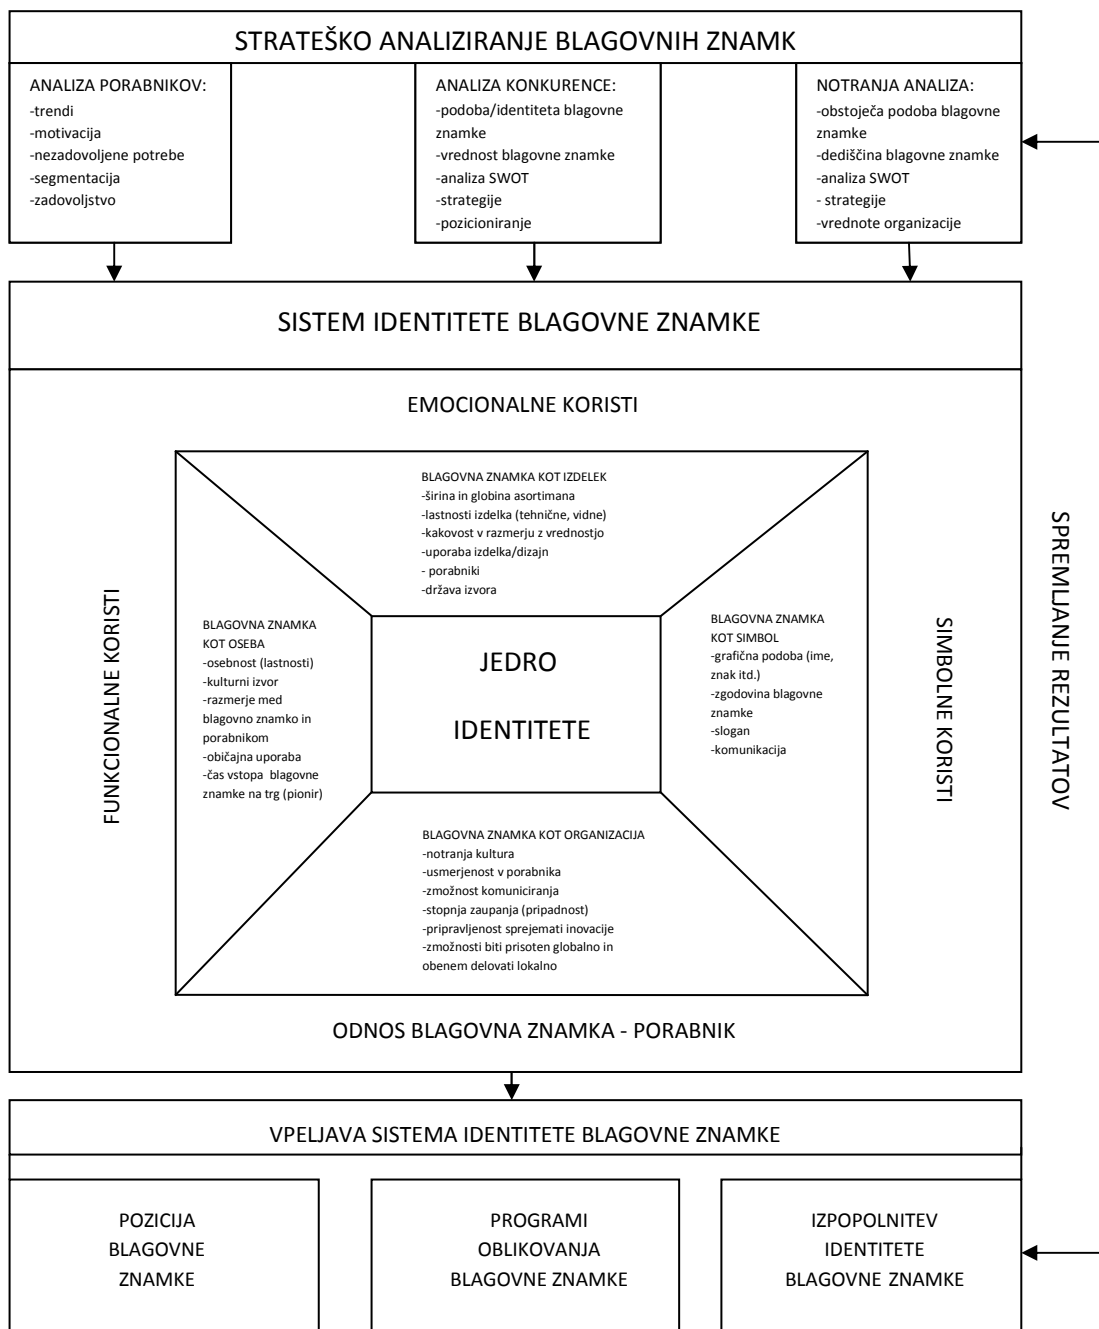 STRATEŠKO ANALIZIRANJE BLAGOVNIH ZNAMK
ANALIZA PORABNIKOV:
-trendi
-motivacija
-nezadovoljene potrebe
-segmentacija
-zadovoljstvo
ANALIZA KONKURENCE:
-podoba/identiteta blagovne
znamke
-vrednost blagovne znamke
-analiza SWOT
-strategije
-pozicioniranje
NOTRANJA ANALIZA:
-obstoječa podoba blagovne
znamke
-dediščina blagovne znamke
-analiza SWOT
- strategije
-vrednote organizacije
SISTEM IDENTITETE BLAGOVNE ZNAMKE
EMOCIONALNE KORISTI
BLAGOVNA ZNAMKA KOT IZDELEK
-širina in globina asortimana
-lastnosti izdelka (tehnične, vidne)
-kakovost v razmerju z vrednostjo
-uporaba izdelka/dizajn
- porabniki
-država izvora
FUNKCIONALNE KORISTI
BLAGOVNA ZNAMKA
KOT OSEBA
-osebnost (lastnosti)
-kulturni izvor
-razmerje med
blagovno znamko in
porabnikom
-običajna uporaba
-čas vstopa  blagovne
znamke na trg (pionir)
JEDRO
IDENTITETE
BLAGOVNA ZNAMKA
KOT SIMBOL
-grafična podoba (ime,
znak itd.)
-zgodovina blagovne
znamke
-slogan
-komunikacija
SIMBOLNE KORISTI
SPREMLJANJE REZULTATOV
BLAGOVNA ZNAMKA KOT ORGANIZACIJA
-notranja kultura
-usmerjenost v porabnika
-zmožnost komuniciranja
-stopnja zaupanja (pripadnost)
-pripravljenost sprejemati inovacije
-zmožnosti biti prisoten globalno in
obenem delovati lokalno
ODNOS BLAGOVNA ZNAMKA - PORABNIK
VPELJAVA SISTEMA IDENTITETE BLAGOVNE ZNAMKE
POZICIJA
BLAGOVNE
ZNAMKE
PROGRAMI
OBLIKOVANJA
BLAGOVNE ZNAMKE
IZPOPOLNITEV
IDENTITETE
BLAGOVNE ZNAMKE